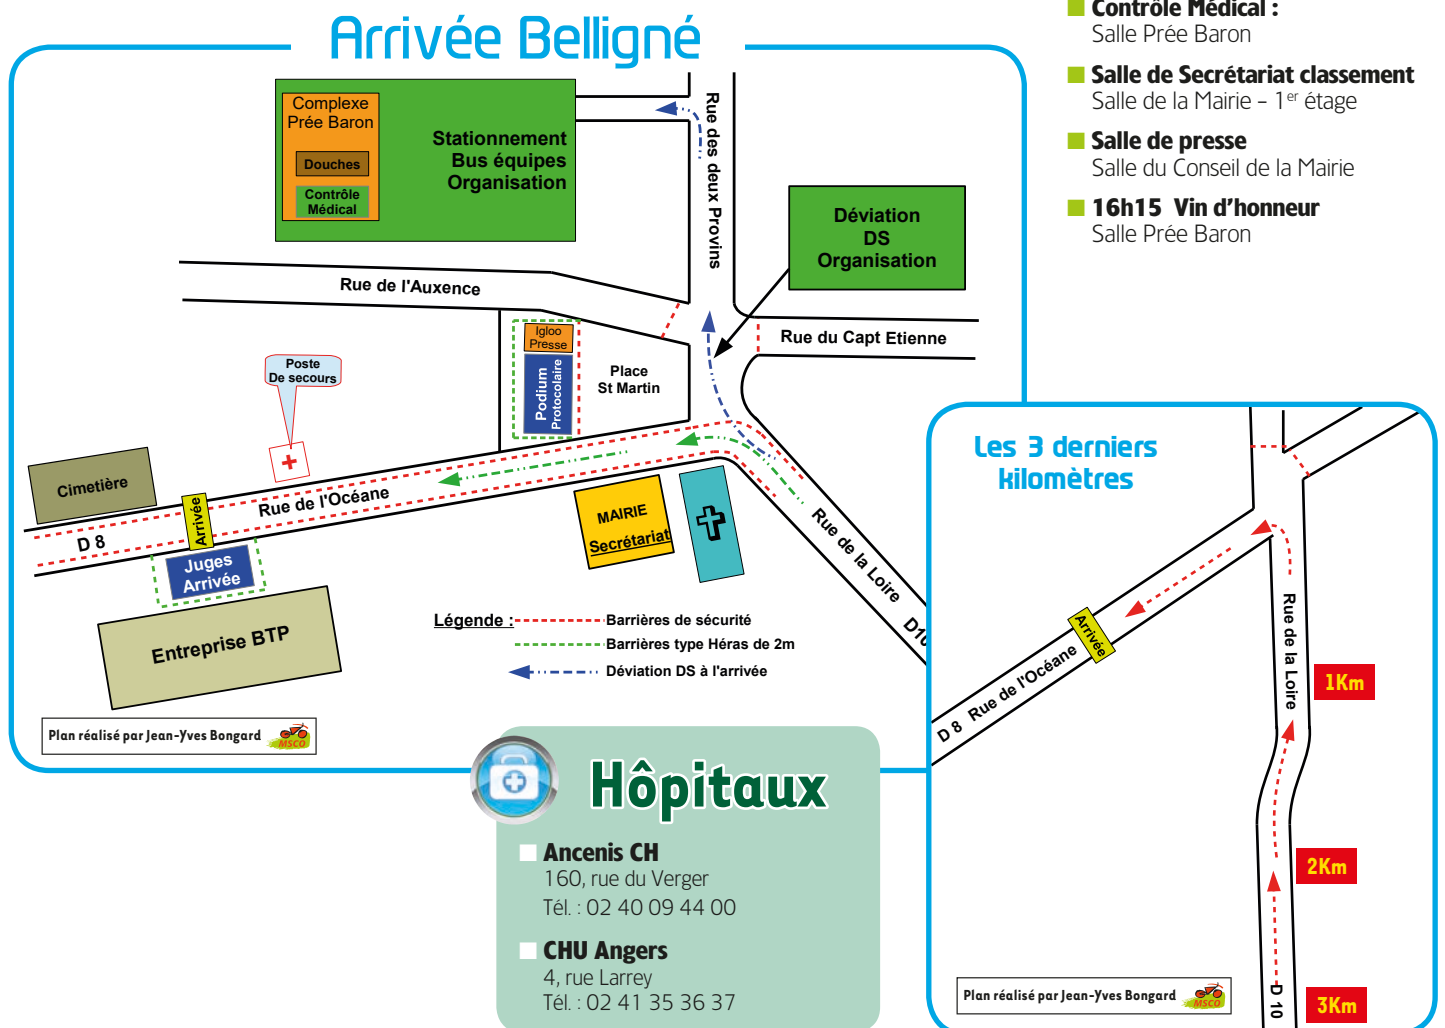 Arrivée Belligné
Complexe
Prée Baron
Douches
Contrôle
Médical
Stationnement
Bus équipes
Organisation
Rue des deux Provins
Déviation
DS
Organisation
Rue de l'Auxence
Rue du Capt Etienne
Igloo
Presse
Podium
Protocolaire
Place
St Martin
Poste
De secours
Cimetière
Arrivée
Rue de l'Océane
D 8
Juges
Arrivée
MAIRIE
Secrétariat
Rue de la Loire
D10
Entreprise BTP
Légende :
Barrières de sécurité
Barrières type Héras de 2m
Déviation DS à l'arrivée
Plan réalisé par Jean-Yves Bongard
MSCO
Contrôle Médical :
Salle Prée Baron
Salle de Secrétariat classement
Salle de la Mairie – 1er étage
Salle de presse
Salle du Conseil de la Mairie
16h15 Vin d'honneur
Salle Prée Baron
Les 3 derniers
kilomètres
Arrivée
D 8 Rue de l'Océane
Rue de la Loire
1Km
2Km
3Km
D 10
Plan réalisé par Jean-Yves Bongard
MSCO
Hôpitaux
Ancenis CH
160, rue du Verger
Tél. : 02 40 09 44 00
CHU Angers
4, rue Larrey
Tél. : 02 41 35 36 37